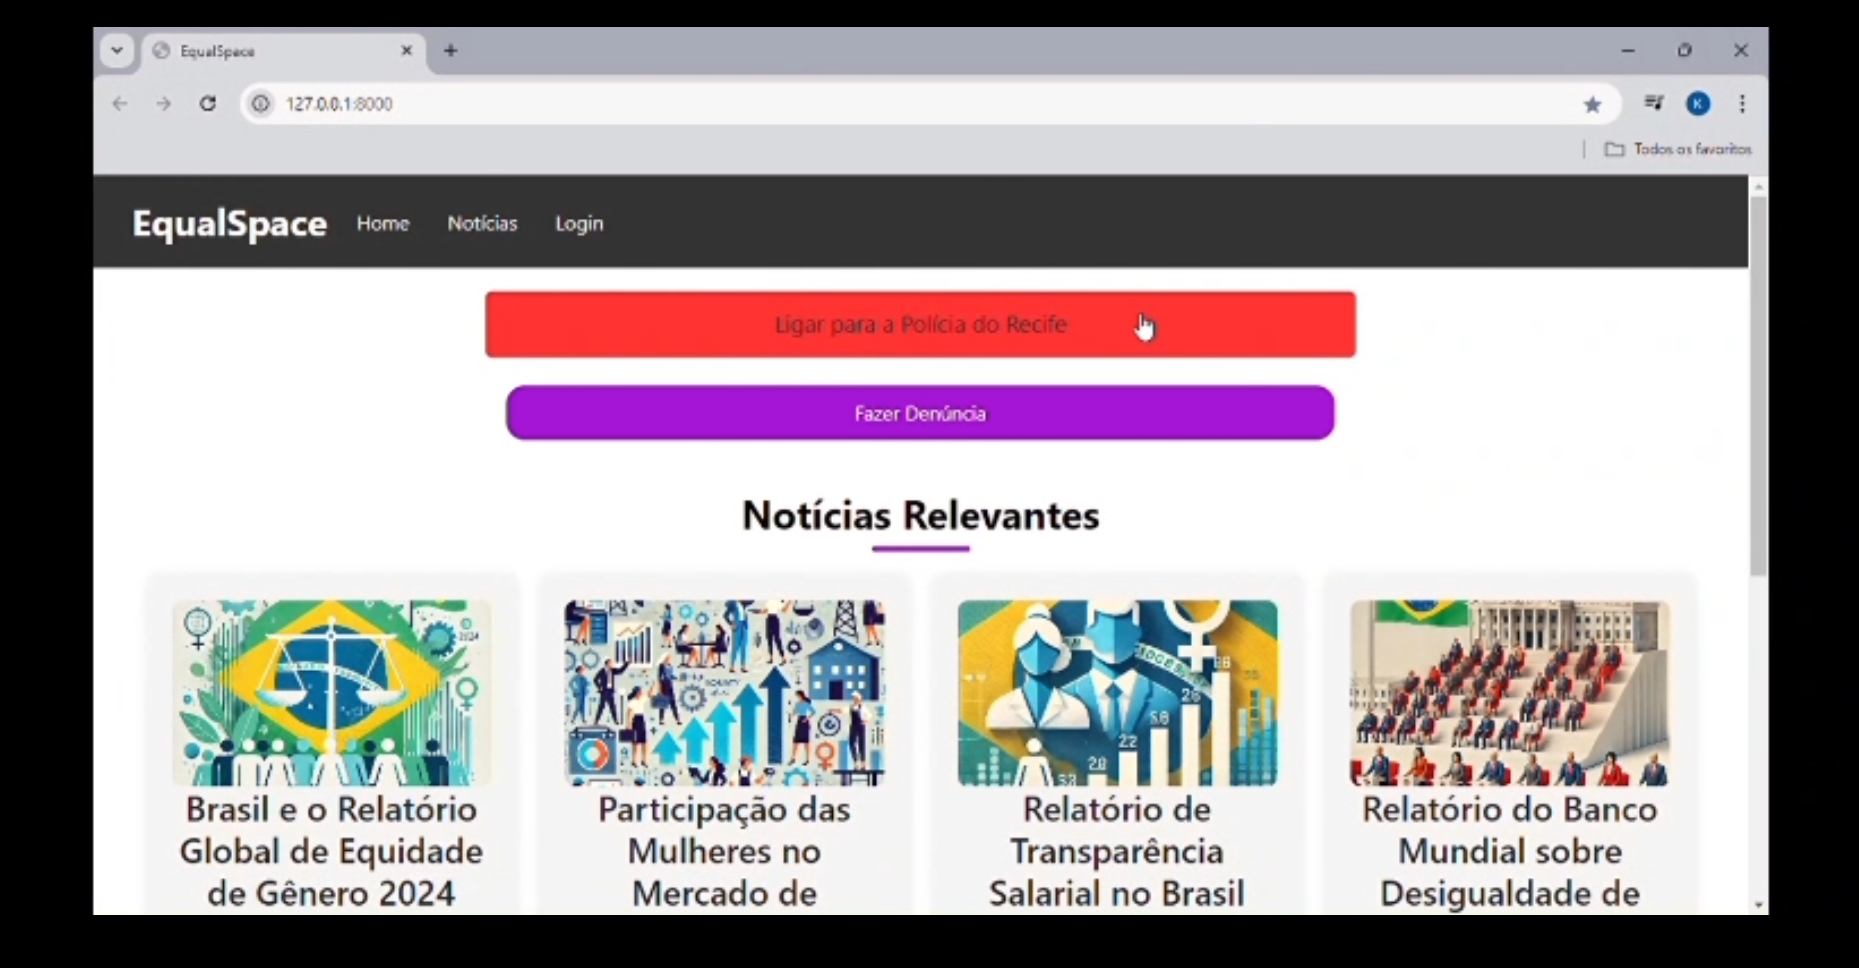 EqualSpace
127.0.0.1:8000
K
Todos os favoritos
EqualSpace Home Notícias Login
Ligar para a Polícia do Recife
Fazer Denúncia
Notícias Relevantes
Brasil e o Relatório
Global de Equidade
de Gênero 2024
Participação das
Mulheres no
Mercado de
Relatório de
Transparência
Salarial no Brasil
Relatório do Banco
Mundial sobre
Desigualdade de